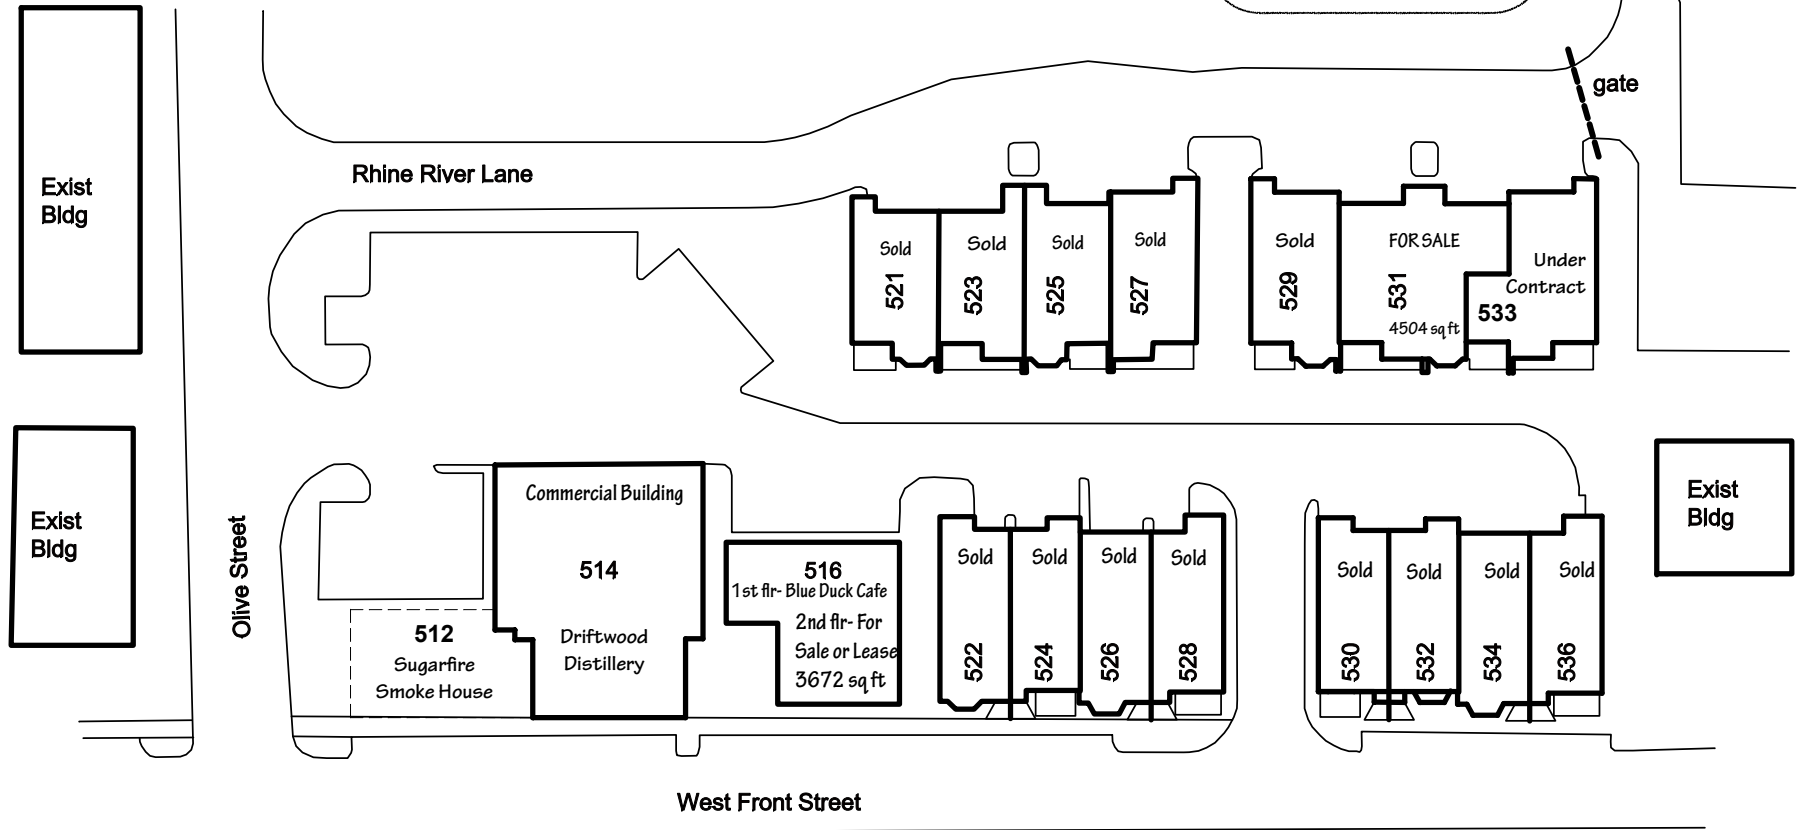 gate
Rhine River Lane
Exist
Bldg
Sold
521
Sold
523
Sold
525
Sold
527
Sold
529
FOR SALE
531
4504 sq ft
Under
Contract
533
Exist
Bldg
Olive Street
512
Sugarfire
Smoke House
Commercial Building
514
Driftwood
Distillery
516
1st flr- Blue Duck Cafe
2nd flr- For
Sale or Lease
3672 sq ft
Sold
522
Sold
524
Sold
526
Sold
528
Sold
530
Sold
532
Sold
534
Sold
536
Exist
Bldg
West Front Street